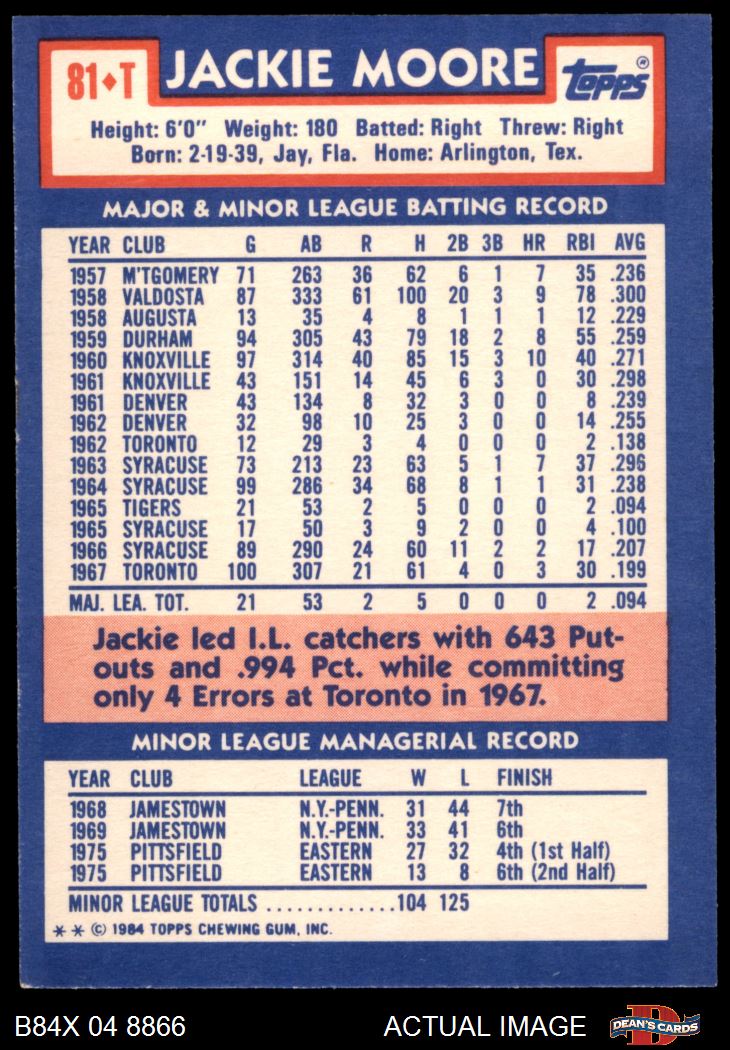 81♦T JACKIE MOORE topps®
Height: 6'0" Weight: 180 Batted: Right Threw: Right
Born: 2-19-39, Jay, Fla. Home: Arlington, Tex.
MAJOR & MINOR LEAGUE BATTING RECORD
YEAR CLUB G AB R H 2B 3B HR RBI AVG
1957 M'TGOMERY 71 263 36 62 6 1 7 35 .236
1958 VALDOSTA 87 333 61 100 20 3 9 78 .300
1958 AUGUSTA 13 35 4 8 1 1 1 12 .229
1959 DURHAM 94 305 43 79 18 2 8 55 .259
1960 KNOXVILLE 97 314 40 85 15 3 10 40 .271
1961 KNOXVILLE 43 151 14 45 6 3 0 30 .298
1961 DENVER 43 134 8 32 3 0 0 8 .239
1962 DENVER 32 98 10 25 3 0 0 14 .255
1962 TORONTO 12 29 3 4 0 0 0 2 .138
1963 SYRACUSE 73 213 23 63 5 1 7 37 .296
1964 SYRACUSE 99 286 34 68 8 1 1 31 .238
1965 TIGERS 21 53 2 5 0 0 0 2 .094
1965 SYRACUSE 17 50 3 9 2 0 0 4 .100
1966 SYRACUSE 89 290 24 60 11 2 2 17 .207
1967 TORONTO 100 307 21 61 4 0 3 30 .199
MAJ. LEA. TOT. 21 53 2 5 0 0 0 2 .094
Jackie led I.L. catchers with 643 Put-
outs and .994 Pct. while committing
only 4 Errors at Toronto in 1967.
MINOR LEAGUE MANAGERIAL RECORD
YEAR CLUB LEAGUE W L FINISH
1968 JAMESTOWN N.Y.-PENN. 31 44 7th
1969 JAMESTOWN N.Y.-PENN. 33 41 6th
1975 PITTSFIELD EASTERN 27 32 4th (1st Half)
1975 PITTSFIELD EASTERN 13 8 6th (2nd Half)
MINOR LEAGUE TOTALS .............104 125
** © 1984 TOPPS CHEWING GUM, INC.
B84X 04 8866 ACTUAL IMAGE D DEAN'S CARDS